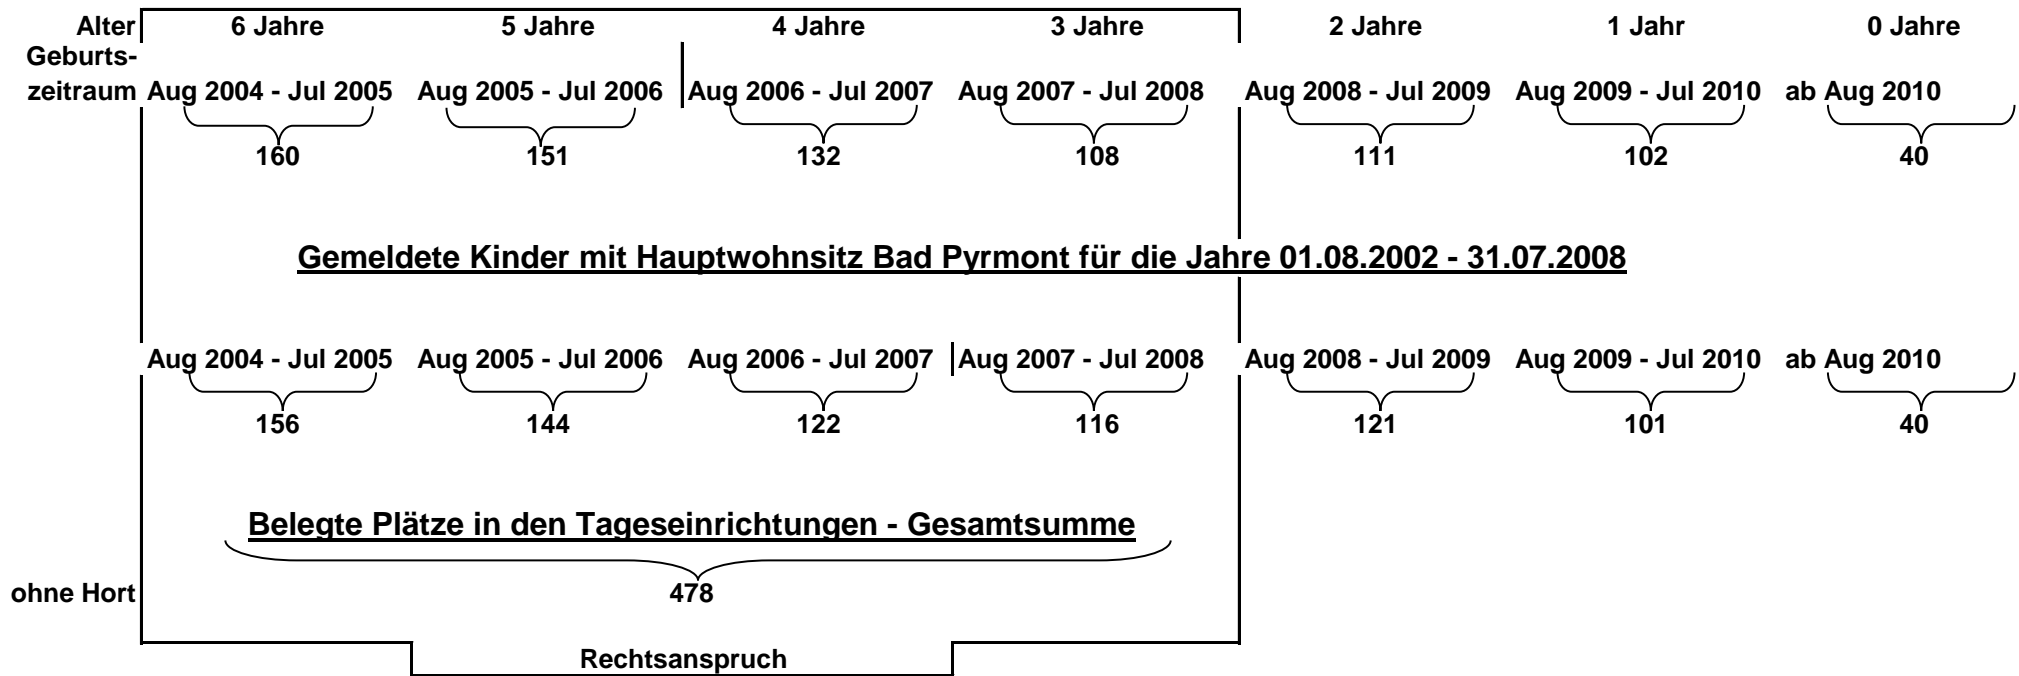 Alter 6 Jahre 5 Jahre 4 Jahre 3 Jahre 2 Jahre 1 Jahr 0 Jahre
Geburts-
zeitraum Aug 2004 - Jul 2005 Aug 2005 - Jul 2006 Aug 2006 - Jul 2007 Aug 2007 - Jul 2008 Aug 2008 - Jul 2009 Aug 2009 - Jul 2010 ab Aug 2010
160 151 132 108 111 102 40
Gemeldete Kinder mit Hauptwohnsitz Bad Pyrmont für die Jahre 01.08.2002 - 31.07.2008
Aug 2004 - Jul 2005 Aug 2005 - Jul 2006 Aug 2006 - Jul 2007 Aug 2007 - Jul 2008 Aug 2008 - Jul 2009 Aug 2009 - Jul 2010 ab Aug 2010
156 144 122 116 121 101 40
Belegte Plätze in den Tageseinrichtungen - Gesamtsumme
ohne Hort 478
Rechtsanspruch